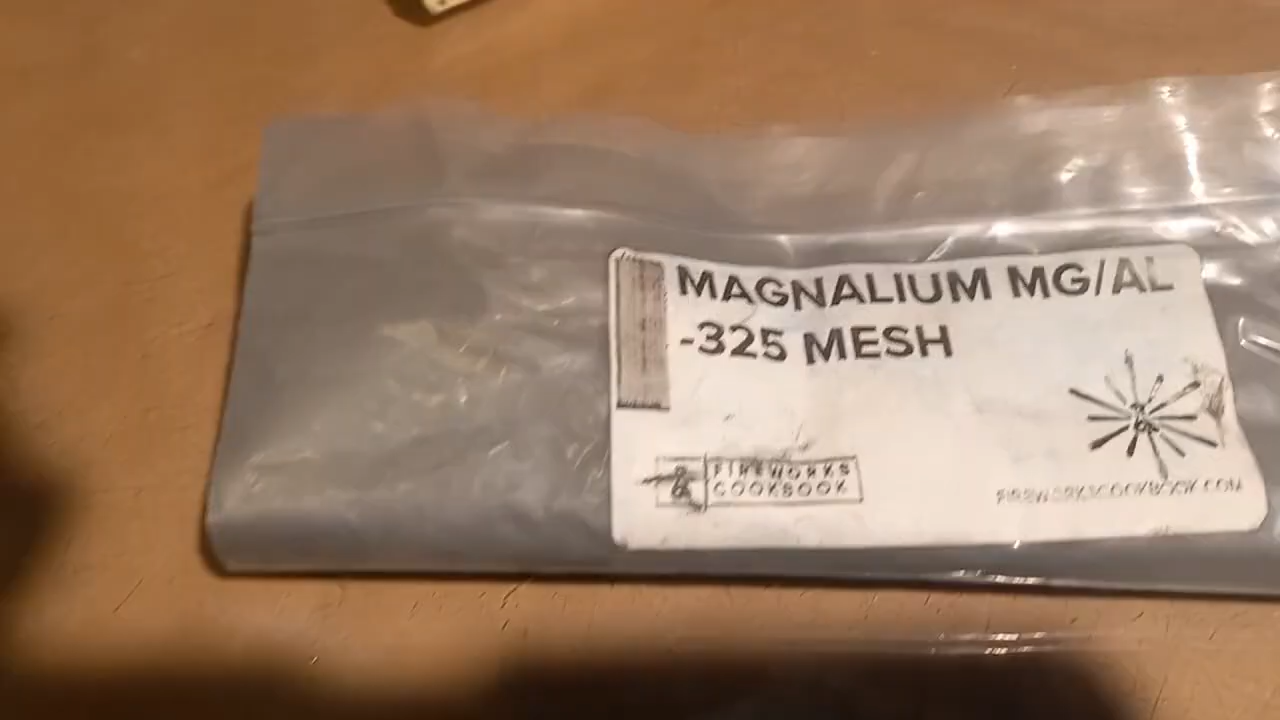 MAGNALIUM MG/AL
-325 MESH
FIREWORKS
COOKBOOK
FIREWORKSCOOKBOOK.COM